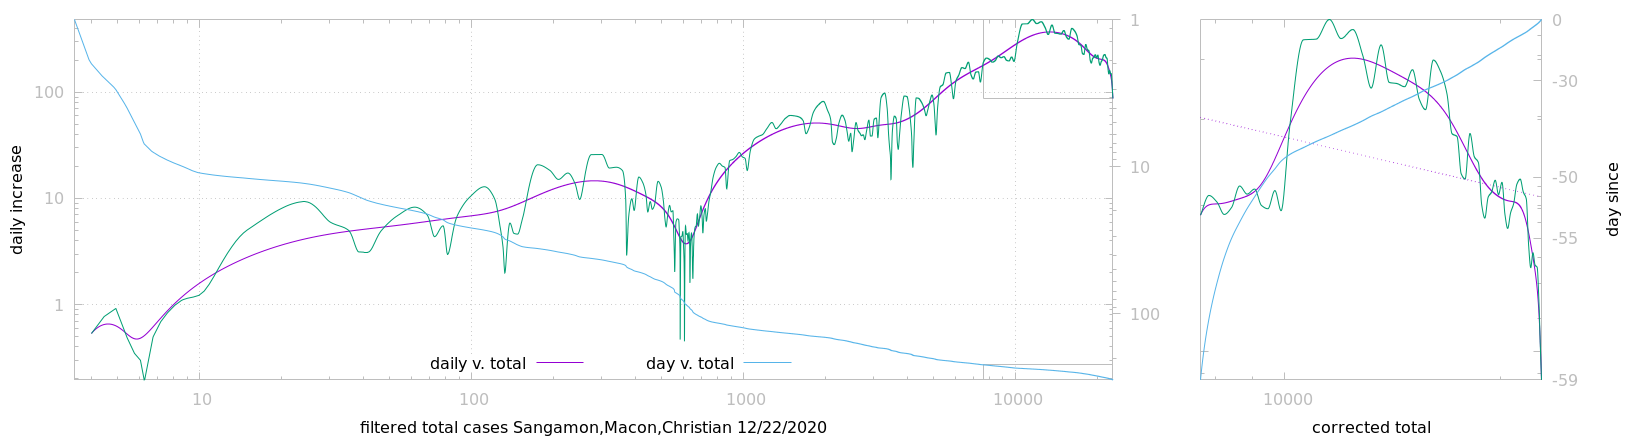 daily increase
100
10
1
10
100
1000
10000
1
10
100
daily v. total
day v. total
filtered total cases Sangamon,Macon,Christian 12/22/2020
0
-30
-50
-55
-59
day since
10000
corrected total